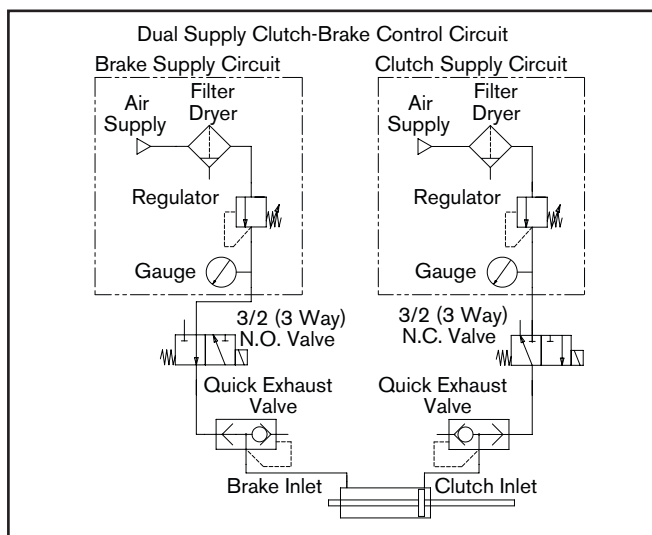 Dual Supply Clutch-Brake Control Circuit
Brake Supply Circuit
Air
Supply
Filter
Dryer
Regulator
Gauge
3/2 (3 Way)
N.O. Valve
Quick Exhaust
Valve
Brake Inlet
Clutch Supply Circuit
Air
Supply
Filter
Dryer
Regulator
Gauge
3/2 (3 Way)
N.C. Valve
Quick Exhaust
Valve
Clutch Inlet